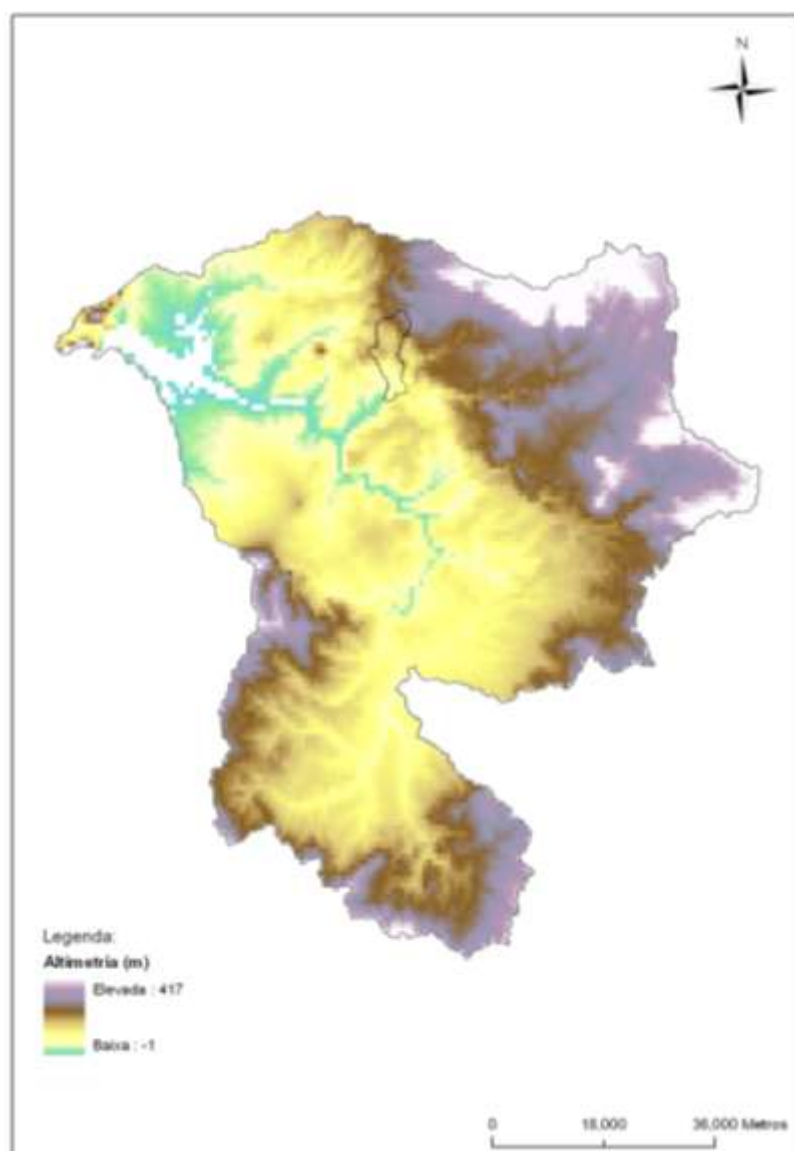 N
Legenda:
Altimetria (m)
Elevada : 417
Baixa : -1
0 18,000 36,000 Metros